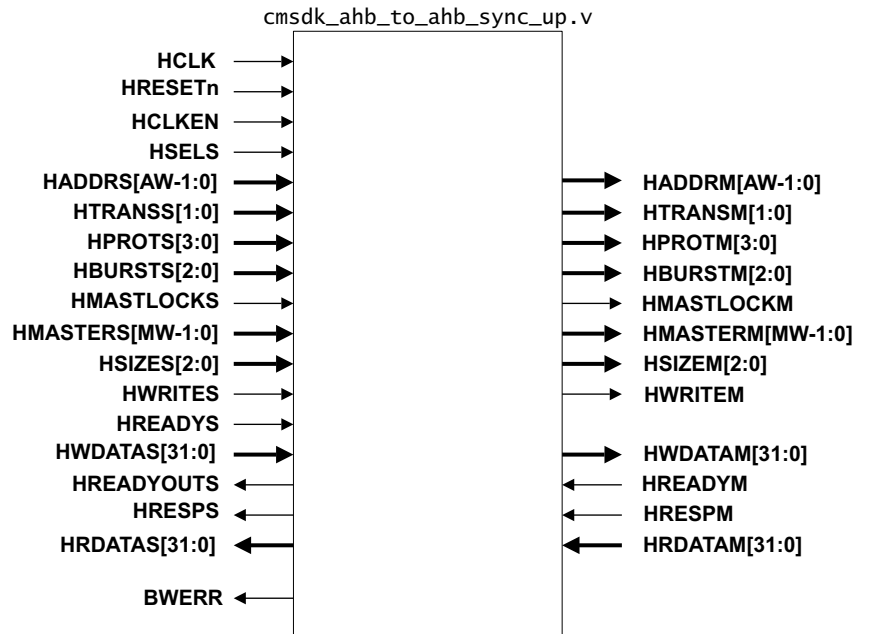 cmsdk_ahb_to_ahb_sync_up.v
HCLK
HRESETn
HCLKEN
HSELS
HADDRS[AW-1:0] HADDRM[AW-1:0]
HTRANSS[1:0] HTRANSM[1:0]
HPROTS[3:0] HPROTM[3:0]
HBURSTS[2:0] HBURSTM[2:0]
HMASTLOCKS HMASTLOCKM
HMASTERS[MW-1:0] HMASTERM[MW-1:0]
HSIZES[2:0] HSIZEM[2:0]
HWRITES HWRITEM
HREADYS
HWDATAS[31:0] HWDATAM[31:0]
HREADYOUTS HREADYM
HRESPS HRESPM
HRDATAS[31:0] HRDATAM[31:0]
BWERR